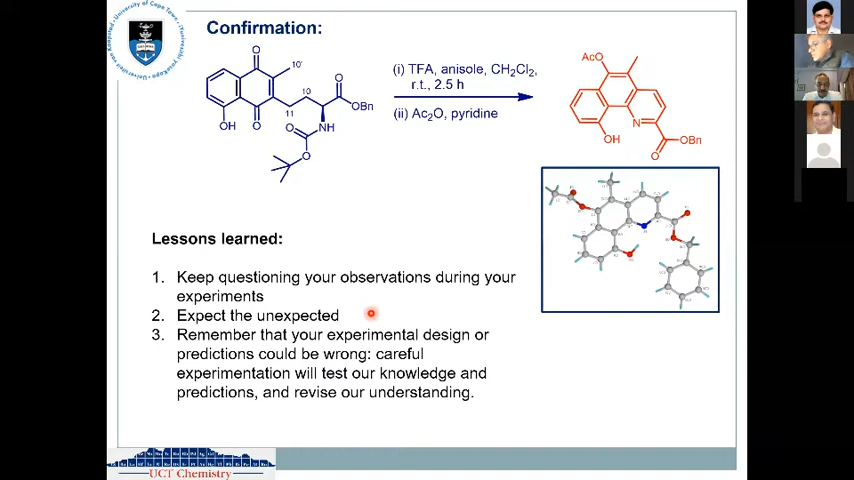 Confirmation:
O
10'
10
11
O
OBn
OH
O
NH
O
O
(i) TFA, anisole, CH2Cl2,
r.t., 2.5 h
(ii) Ac2O, pyridine
AcO
N
OH
OBn
O
Lessons learned:
1. Keep questioning your observations during your
experiments
2. Expect the unexpected
3. Remember that your experimental design or
predictions could be wrong: careful
experimentation will test our knowledge and
predictions, and revise our understanding.
UCT Chemistry